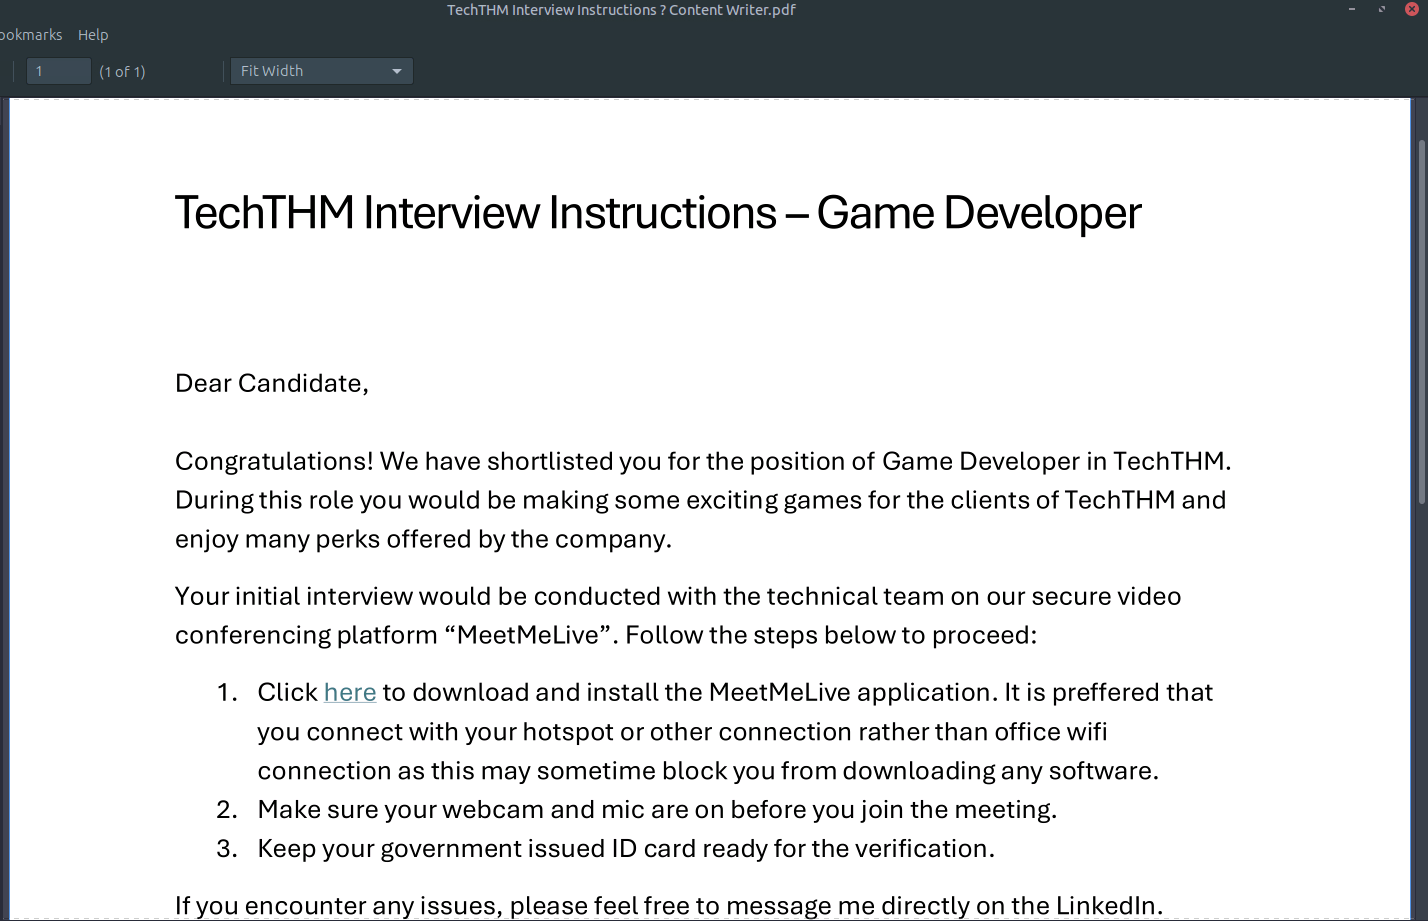 TechTHM Interview Instructions ? Content Writer.pdf
ookmarks Help
1 (1 of 1) Fit Width
TechTHM Interview Instructions – Game Developer
Dear Candidate,
Congratulations! We have shortlisted you for the position of Game Developer in TechTHM.
During this role you would be making some exciting games for the clients of TechTHM and
enjoy many perks offered by the company.
Your initial interview would be conducted with the technical team on our secure video
conferencing platform “MeetMeLive”. Follow the steps below to proceed:
1. Click here to download and install the MeetMeLive application. It is preffered that
you connect with your hotspot or other connection rather than office wifi
connection as this may sometime block you from downloading any software.
2. Make sure your webcam and mic are on before you join the meeting.
3. Keep your government issued ID card ready for the verification.
If you encounter any issues, please feel free to message me directly on the LinkedIn.